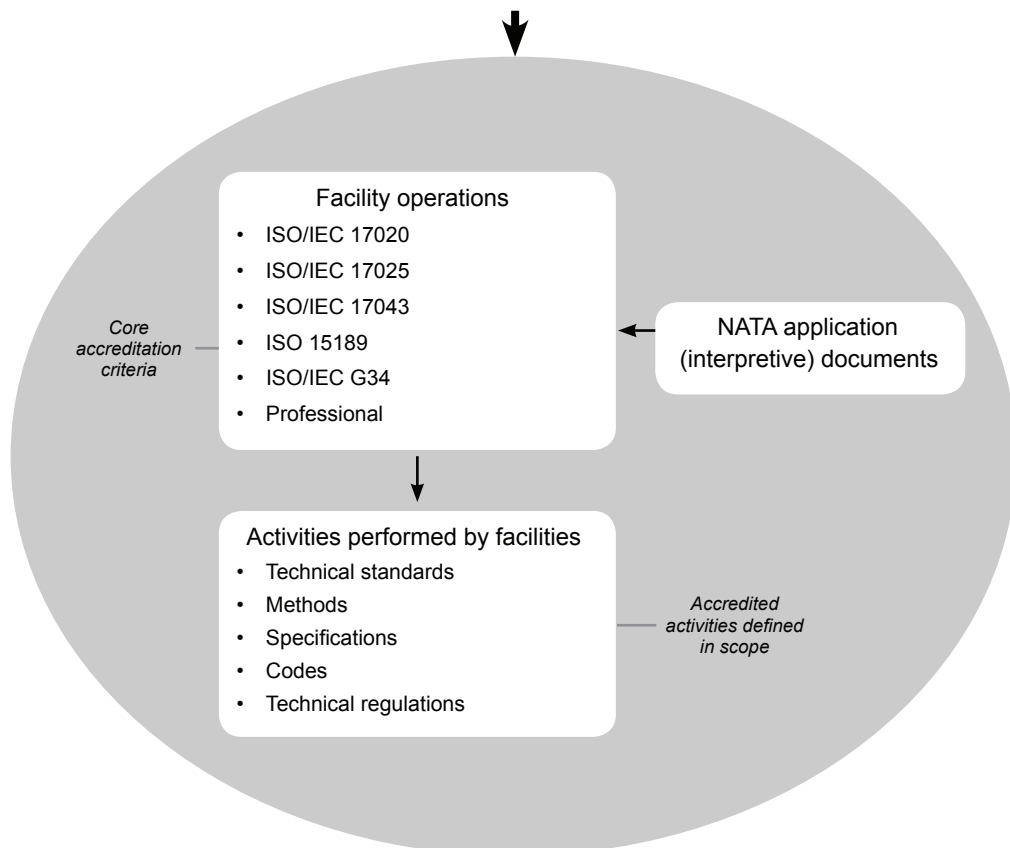 Facility operations
• ISO/IEC 17020
• ISO/IEC 17025
• ISO/IEC 17043
• ISO 15189
• ISO/IEC G34
• Professional
Core
accreditation
criteria
NATA application
(interpretive) documents
Activities performed by facilities
• Technical standards
• Methods
• Specifications
• Codes
• Technical regulations
Accredited
activities defined
in scope